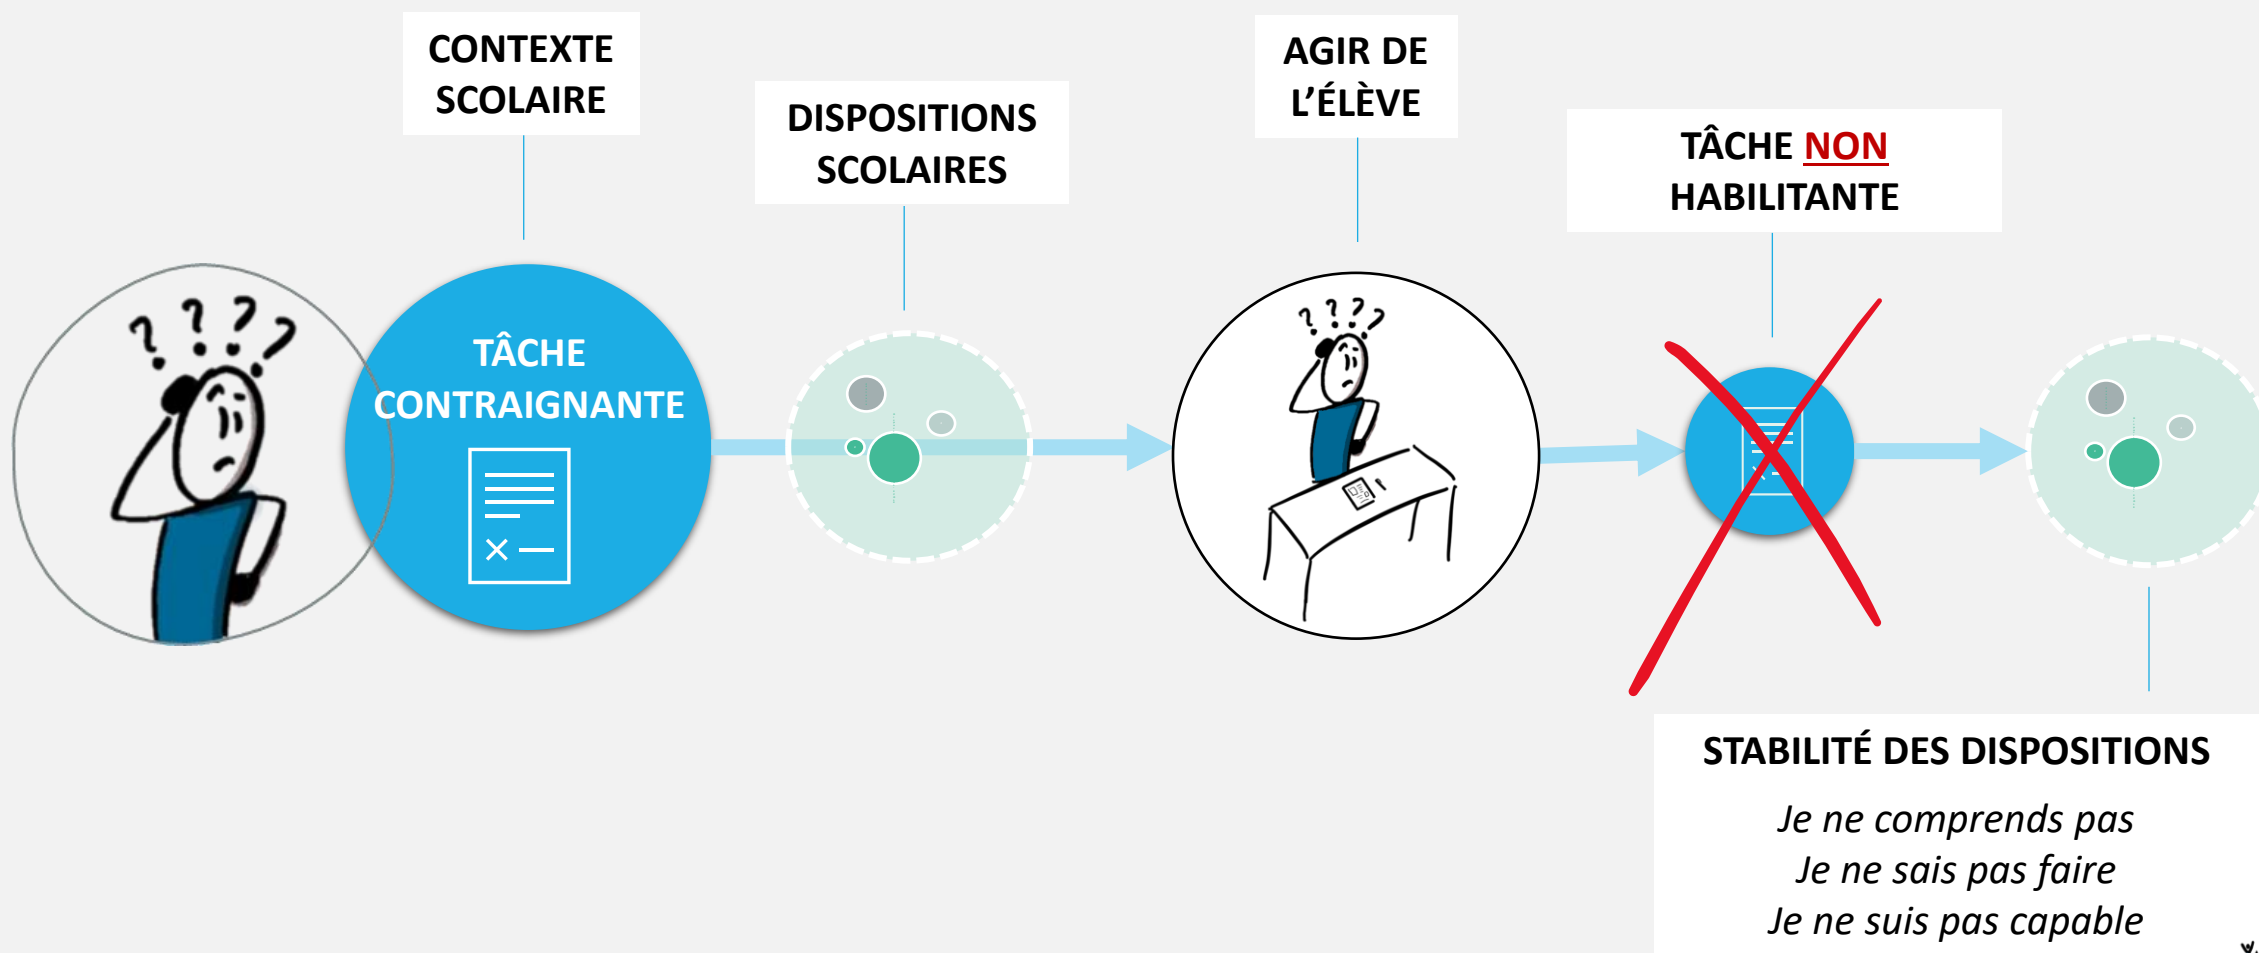 CONTEXTE
SCOLAIRE
DISPOSITIONS
SCOLAIRES
AGIR DE
L’ÉLÈVE
TÂCHE NON
HABILITANTE
? ? ? ?
TÂCHE
CONTRAIGNANTE
? ? ? ?
STABILITÉ DES DISPOSITIONS
Je ne comprends pas
Je ne sais pas faire
Je ne suis pas capable